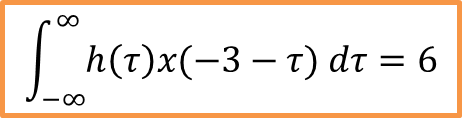 ∫_{-∞}^{∞} h(τ)x(−3 − τ) dτ = 6